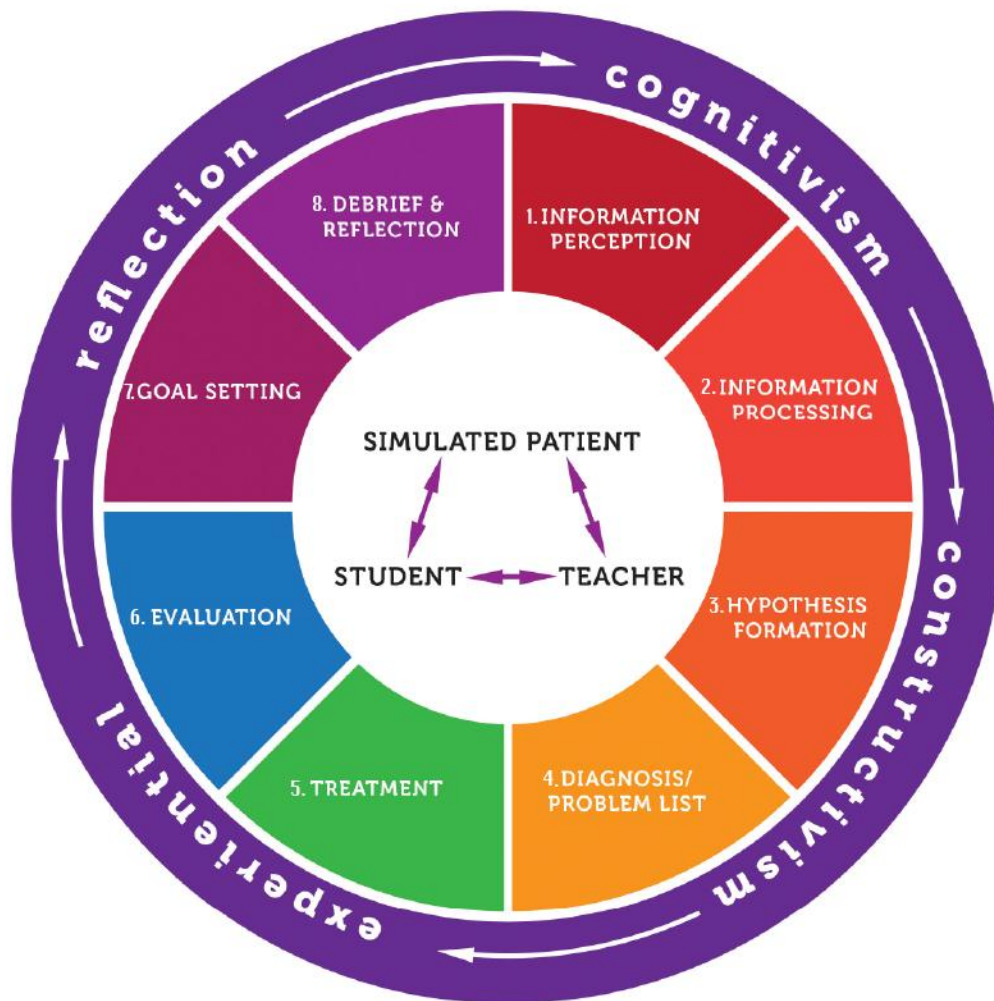 cognitivism
constructivism
experiential
reflection
1. INFORMATION
PERCEPTION
2. INFORMATION
PROCESSING
3. HYPOTHESIS
FORMATION
4. DIAGNOSIS/
PROBLEM LIST
5. TREATMENT
6. EVALUATION
7. GOAL SETTING
8. DEBRIEF &
REFLECTION
SIMULATED PATIENT
STUDENT
TEACHER